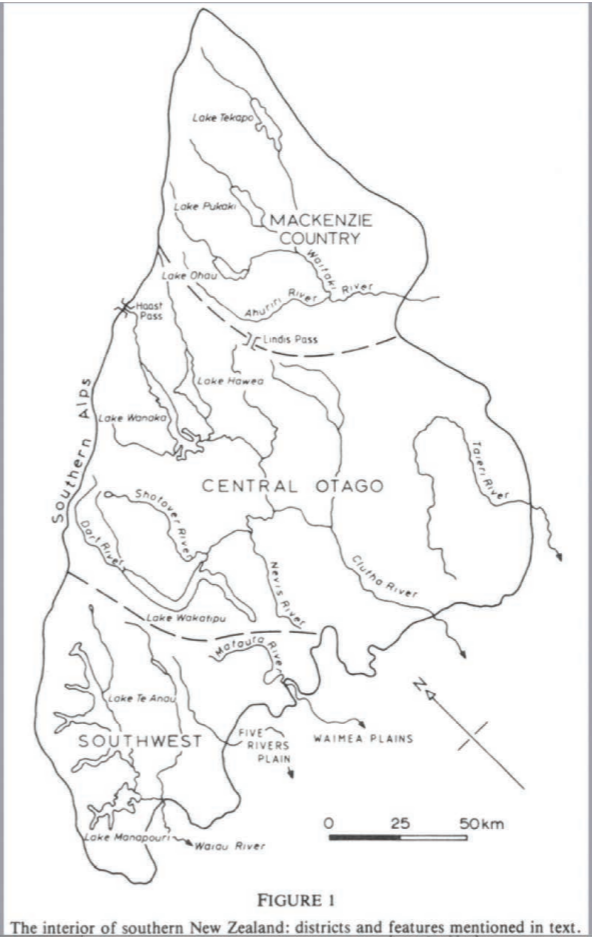 Lake Tekapo
Lake Pukaki
MACKENZIE
COUNTRY
Waitaki River
Lake Ohau
Ahuriri River
Haast
Pass
Lindis Pass
Lake Hawea
Lake Wanaka
Southern Alps
Taieri River
CENTRAL OTAGO
Shotover River
Dart River
Nevis River
Clutha River
Lake Wakatipu
Mataura River
N
Lake Te Anau
SOUTHWEST
FIVE
RIVERS
PLAIN
WAIMEA PLAINS
0 25 50km
Lake Manapouri
Waiau River
FIGURE 1
The interior of southern New Zealand: districts and features mentioned in text.